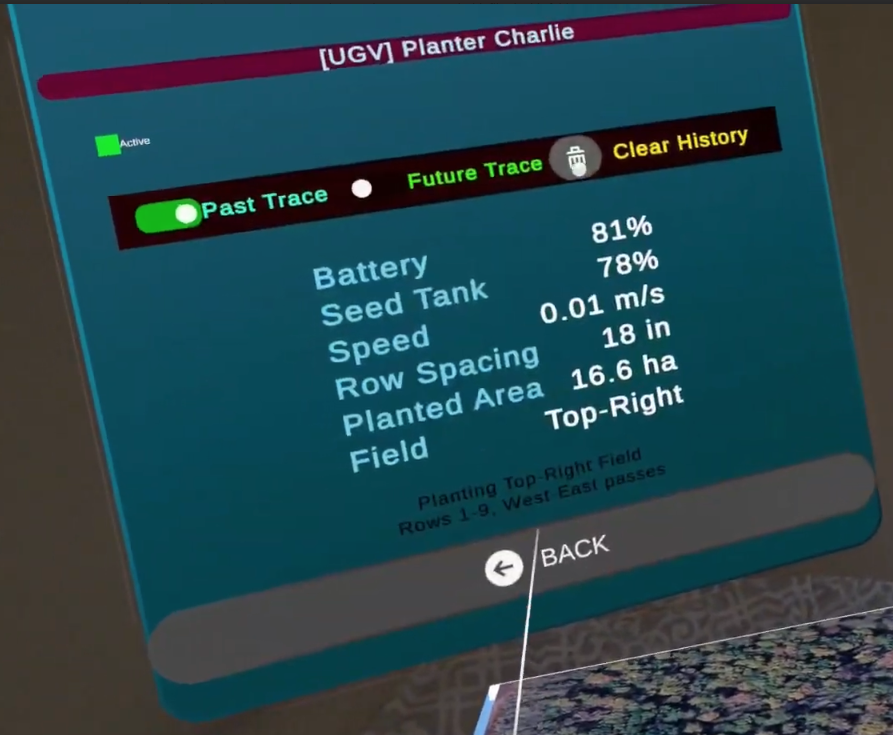 [UGV] Planter Charlie
Active
Past Trace Future Trace Clear History
Battery 81%
Seed Tank 78%
Speed 0.01 m/s
Row Spacing 18 in
Planted Area 16.6 ha
Field Top-Right
Planting Top-Right Field
Rows 1-9, West-East passes
BACK